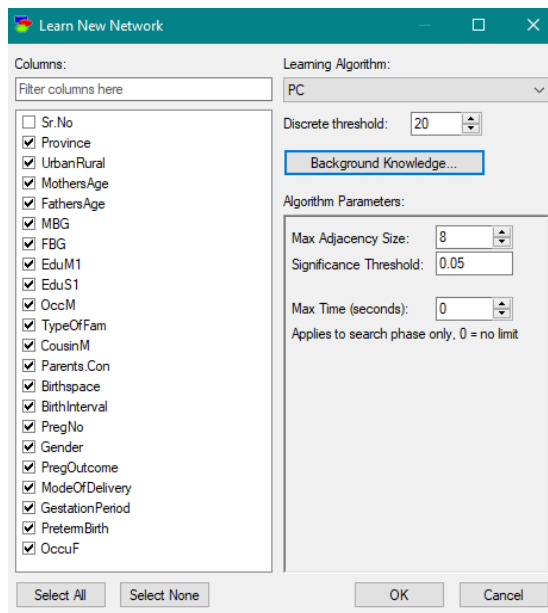 Learn New Network
Columns:
Filter columns here
Sr.No
Province
UrbanRural
MothersAge
FathersAge
MBG
FBG
EduM1
EduS1
OccM
TypeOfFam
CousinM
Parents.Con
Birthspace
BirthInterval
PregNo
Gender
PregOutcome
ModeOfDelivery
GestationPeriod
PretermBirth
OccuF
Learning Algorithm:
PC
Discrete threshold: 20
Background Knowledge...
Algorithm Parameters:
Max Adjacency Size: 8
Significance Threshold: 0.05
Max Time (seconds): 0
Applies to search phase only, 0 = no limit
Select All Select None OK Cancel